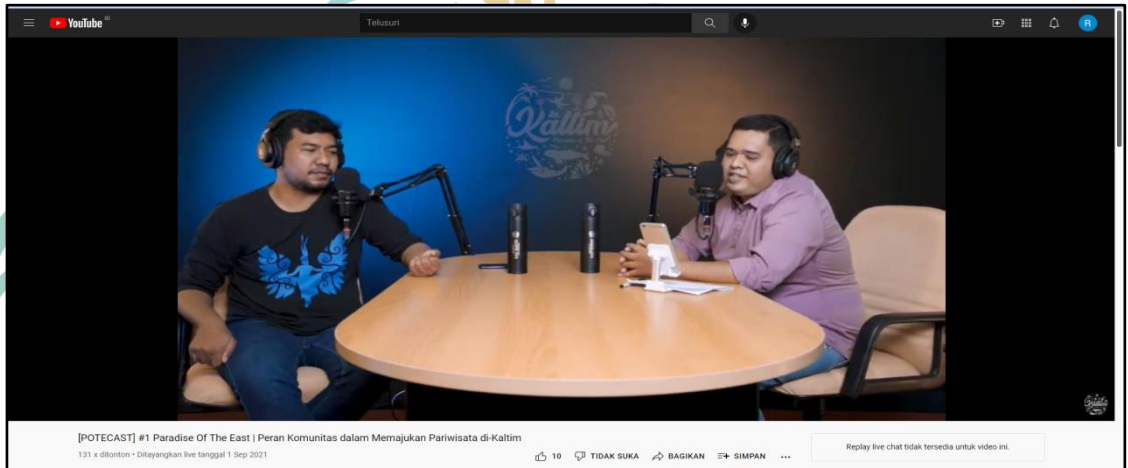 YouTube ID
Telusuri
R
Kaltim
[POTECAST] #1 Paradise Of The East | Peran Komunitas dalam Memajukan Pariwisata di-Kaltim
131 x ditonton • Ditayangkan live tanggal 1 Sep 2021
10 TIDAK SUKA BAGIKAN SIMPAN ...
Replay live chat tidak tersedia untuk video ini.